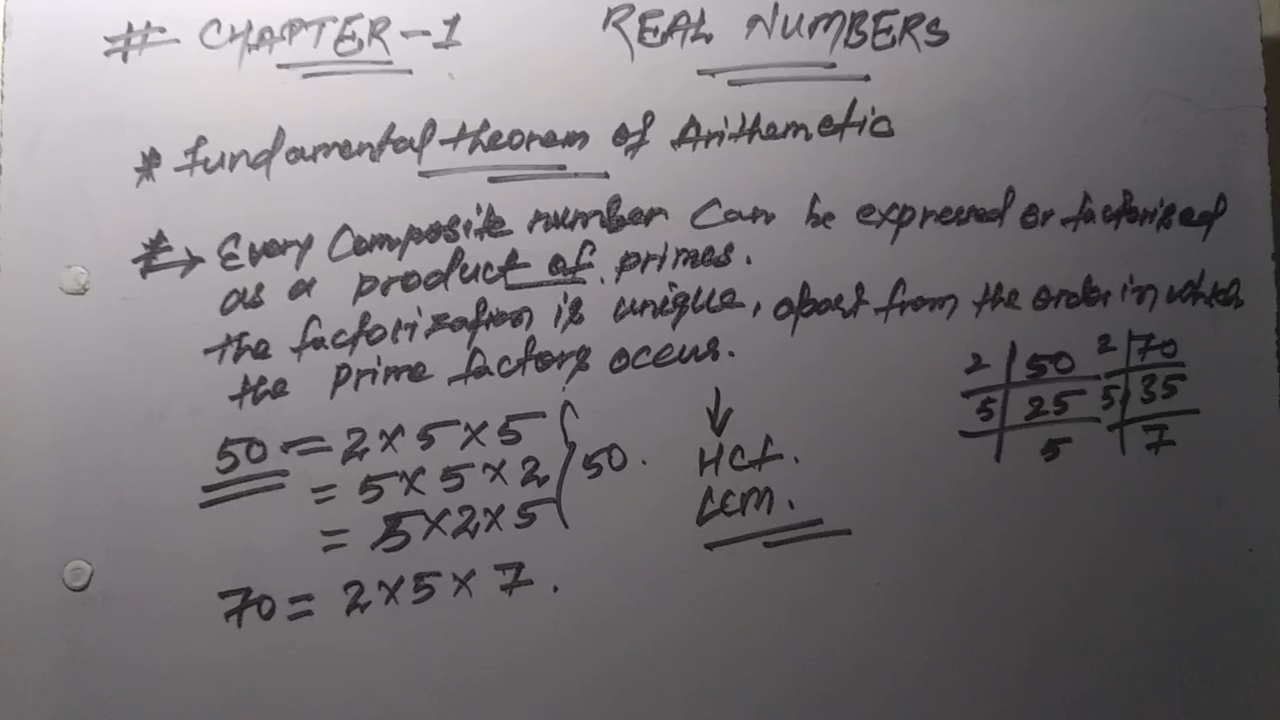 # CHAPTER-1 REAL NUMBERS
* fundamental theorem of Arithematic
*→ Every Composite number Can be expressed or factorised
as a product of primes.
the factorization is unique, apart from the order in which
the prime factors occur.
50 = 2×5×5
= 5×5×2
= 5×2×5
50.
70 = 2×5×7.
↓
HCf.
LCM.
2 | 50
5 | 25
5
2 | 70
5 | 35
7